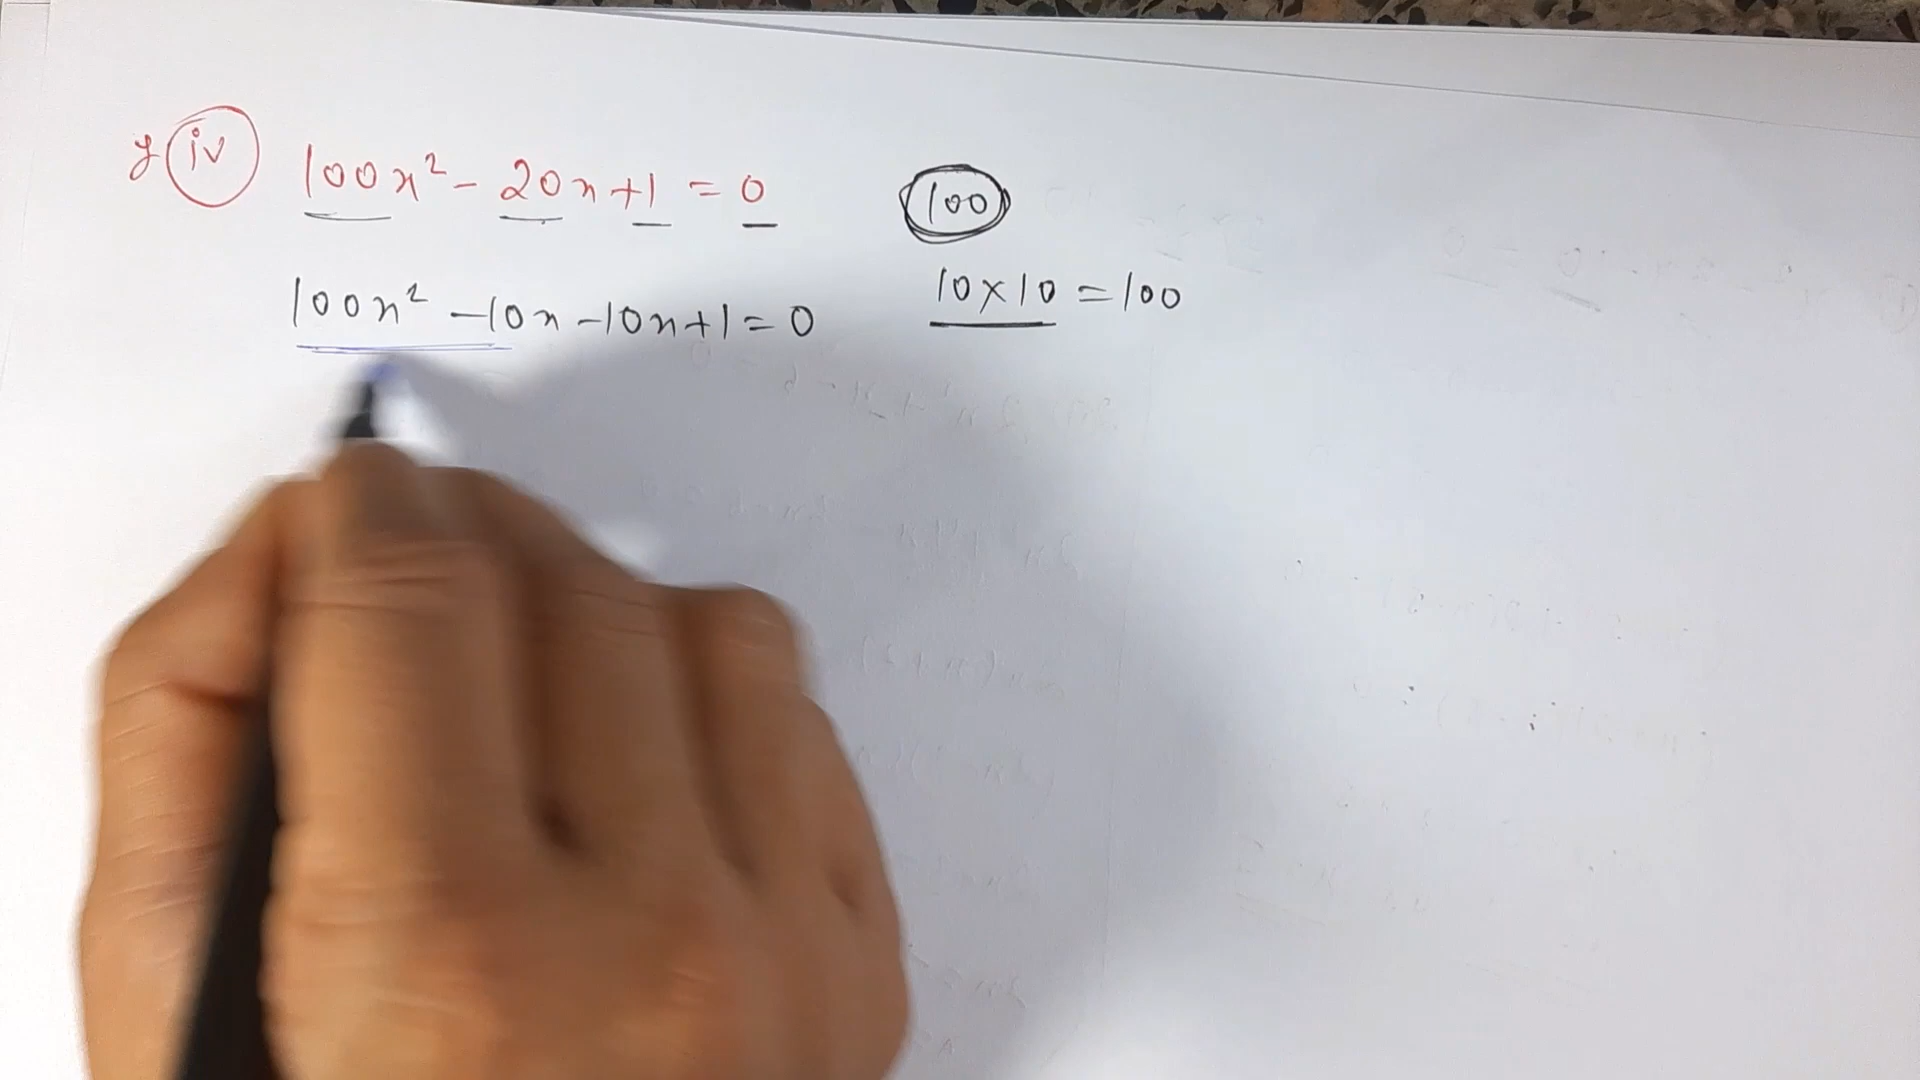 iv 100x² - 20x + 1 = 0
100
100x² - 10x - 10x + 1 = 0
10 × 10 = 100